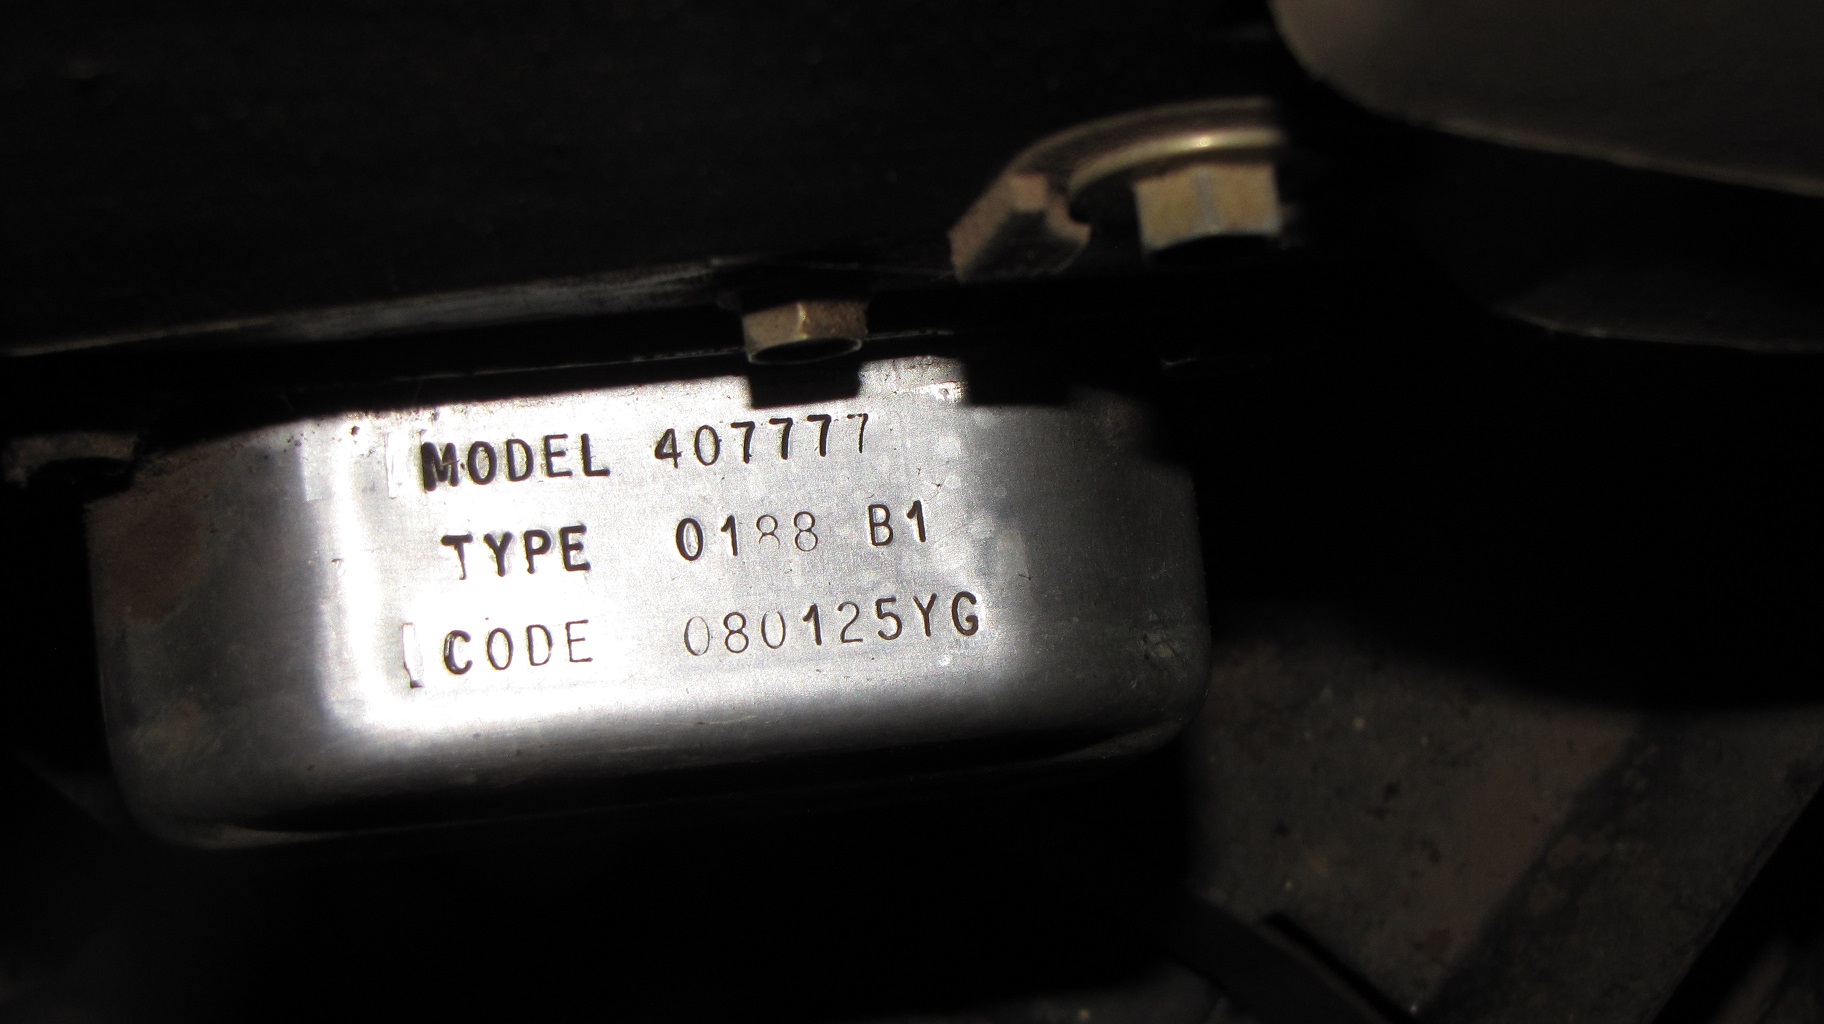 MODEL 407777
TYPE 0188 B1
CODE 080125YG